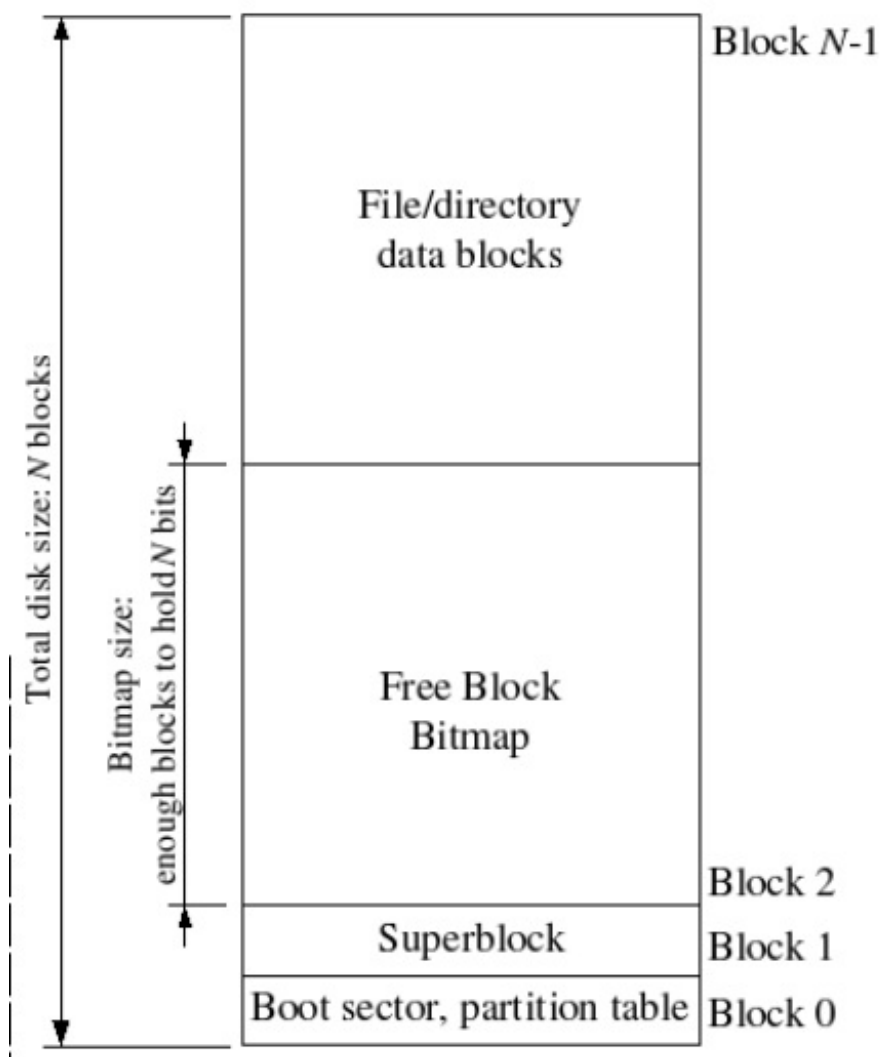 Block N-1
File/directory
data blocks
Total disk size: N blocks
Bitmap size:
enough blocks to hold N bits
Free Block
Bitmap
Block 2
Superblock
Block 1
Boot sector, partition table
Block 0